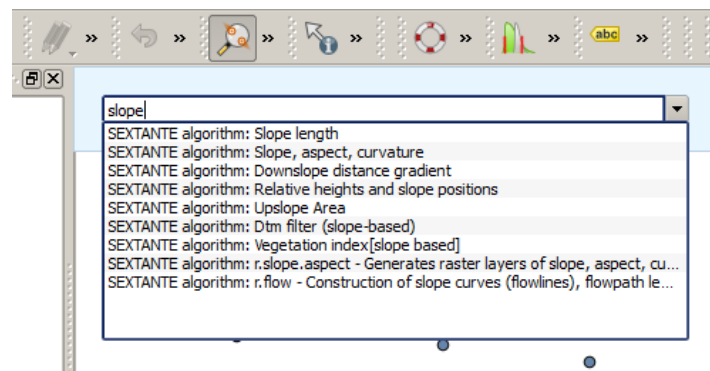 » » » » » » abc »
slope
SEXTANTE algorithm: Slope length
SEXTANTE algorithm: Slope, aspect, curvature
SEXTANTE algorithm: Downslope distance gradient
SEXTANTE algorithm: Relative heights and slope positions
SEXTANTE algorithm: Upslope Area
SEXTANTE algorithm: Dtm filter (slope-based)
SEXTANTE algorithm: Vegetation index[slope based]
SEXTANTE algorithm: r.slope.aspect - Generates raster layers of slope, aspect, cu...
SEXTANTE algorithm: r.flow - Construction of slope curves (flowlines), flowpath le...